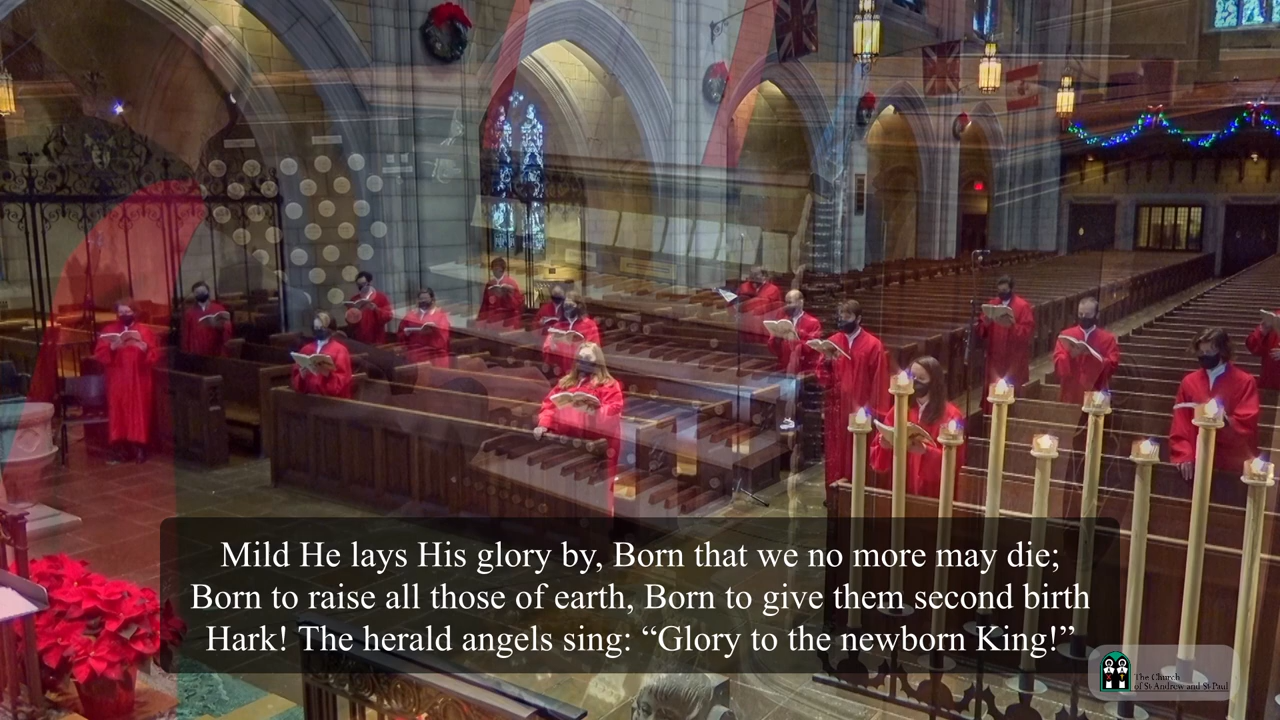 Mild He lays His glory by, Born that we no more may die;
Born to raise all those of earth, Born to give them second birth
Hark! The herald angels sing: “Glory to the newborn King!”
The Church
of St Andrew and St Paul